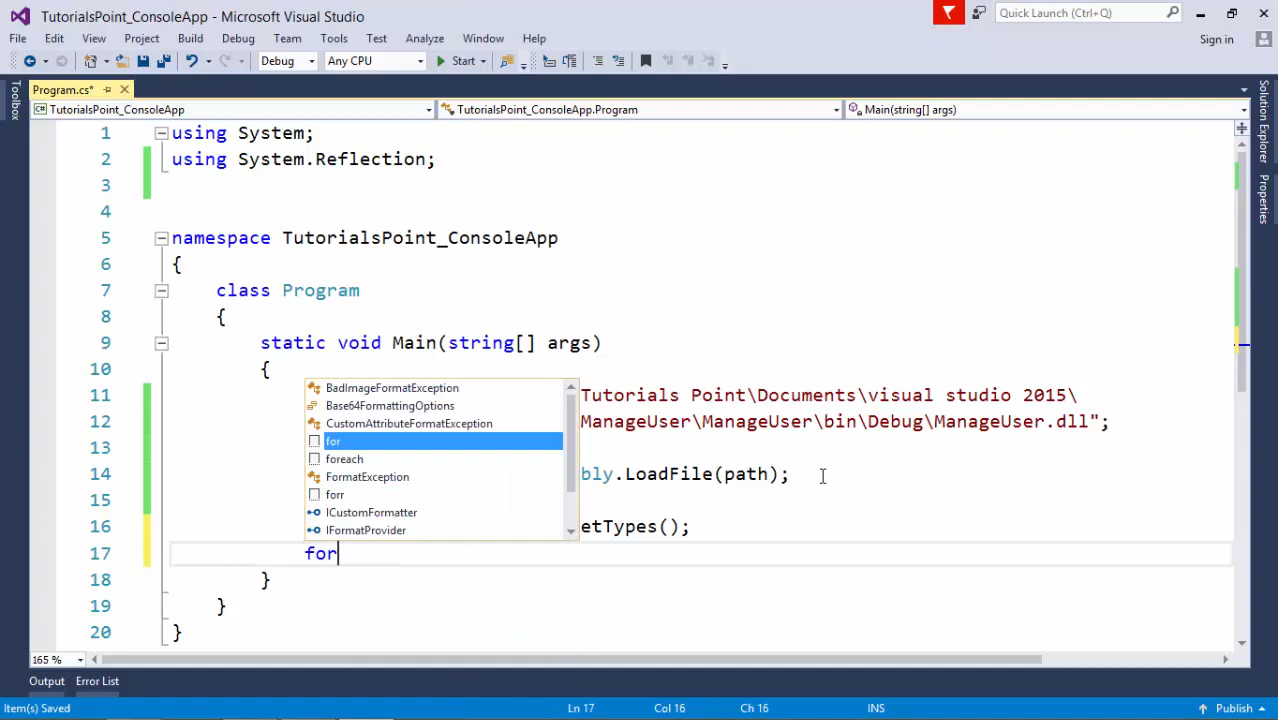 TutorialsPoint_ConsoleApp - Microsoft Visual Studio
Quick Launch (Ctrl+Q)
File Edit View Project Build Debug Team Tools Test Analyze Window Help
Sign in
Debug Any CPU Start
Toolbox
Program.cs*
TutorialsPoint_ConsoleApp TutorialsPoint_ConsoleApp.Program Main(string[] args)
Solution Explorer
Properties
1 using System;
2 using System.Reflection;
3
4
5 namespace TutorialsPoint_ConsoleApp
6 {
7 class Program
8 {
9 static void Main(string[] args)
10 {
11 Tutorials Point\Documents\visual studio 2015\
12 ManageUser\ManageUser\bin\Debug\ManageUser.dll";
13
14 bly.LoadFile(path);
15
16 etTypes();
17 for
18 }
19 }
20 }
BadImageFormatException
Base64FormattingOptions
CustomAttributeFormatException
for
foreach
FormatException
forr
ICustomFormatter
IFormatProvider
165 %
Output Error List
Item(s) Saved Ln 17 Col 16 Ch 16 INS Publish